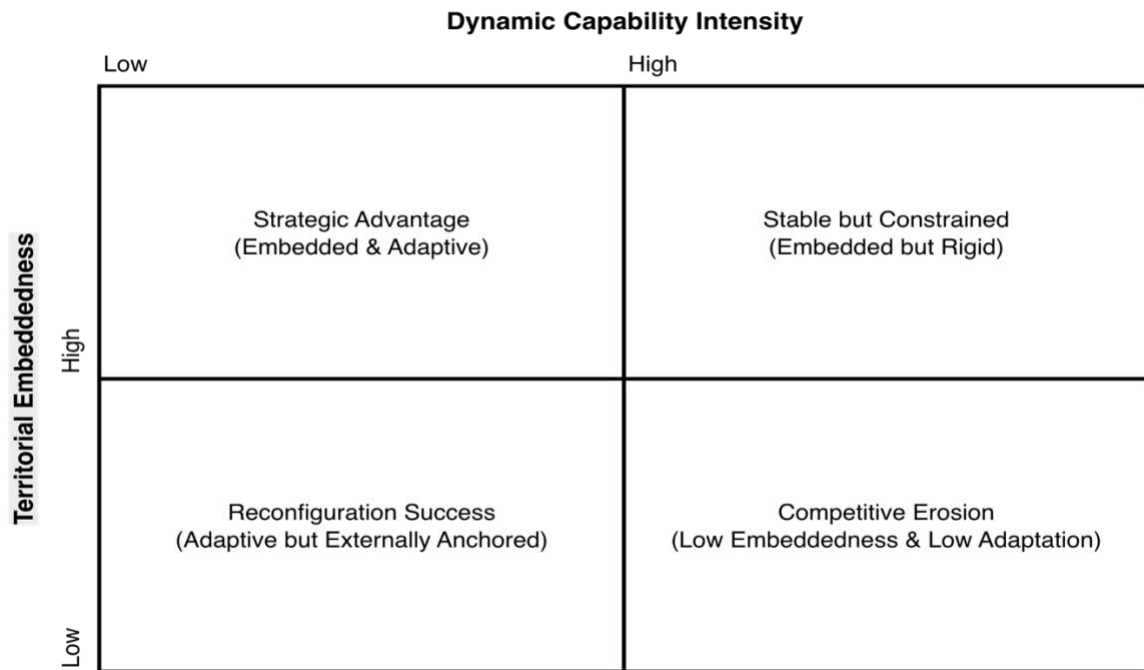 Dynamic Capability Intensity
Low
High
Territorial Embeddedness
High
Strategic Advantage
(Embedded & Adaptive)
Stable but Constrained
(Embedded but Rigid)
Low
Reconfiguration Success
(Adaptive but Externally Anchored)
Competitive Erosion
(Low Embeddedness & Low Adaptation)